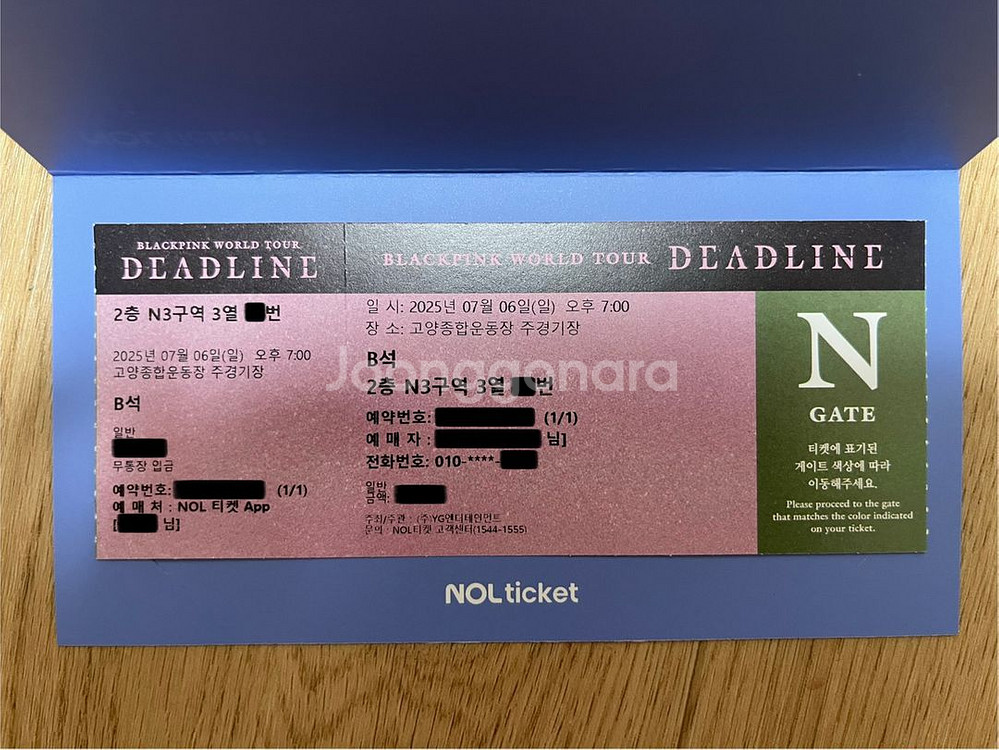 BLACKPINK WORLD TOUR
DEADLINE
2층 N3구역 3열 번
2025년 07월 06일(일) 오후 7:00
고양종합운동장 주경기장
B석
일반
무통장 입금
예약번호: (1/1)
예 매 처 : NOL 티켓 App
[ 님]
BLACKPINK WORLD TOUR DEADLINE
일 시: 2025년 07월 06일(일) 오후 7:00
장 소: 고양종합운동장 주경기장
B석
2층 N3구역 3열 번
예약번호: (1/1)
예 매 자 : 님]
전화번호: 010-****-
일반
금액:
주최/주관 : (주)YG엔터테인먼트
문의 : NOL티켓 고객센터(1544-1555)
N
GATE
티켓에 표기된
게이트 색상에 따라
이동해주세요.
Please proceed to the gate
that matches the color indicated
on your ticket.
Joonggonara
NOL ticket